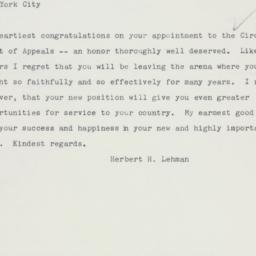 York City
eartiest congratulations on your appointment to the Circ
t of Appeals -- an honor thoroughly well deserved. Like
rs I regret that you will be leaving the arena where you
ht so faithfully and so effectively for many years. I
ver, that your new position will give you even greater
rtunities for service to your country. My earnest good
your success and happiness in your new and highly importa
. Kindest regards.
Herbert H. Lehman